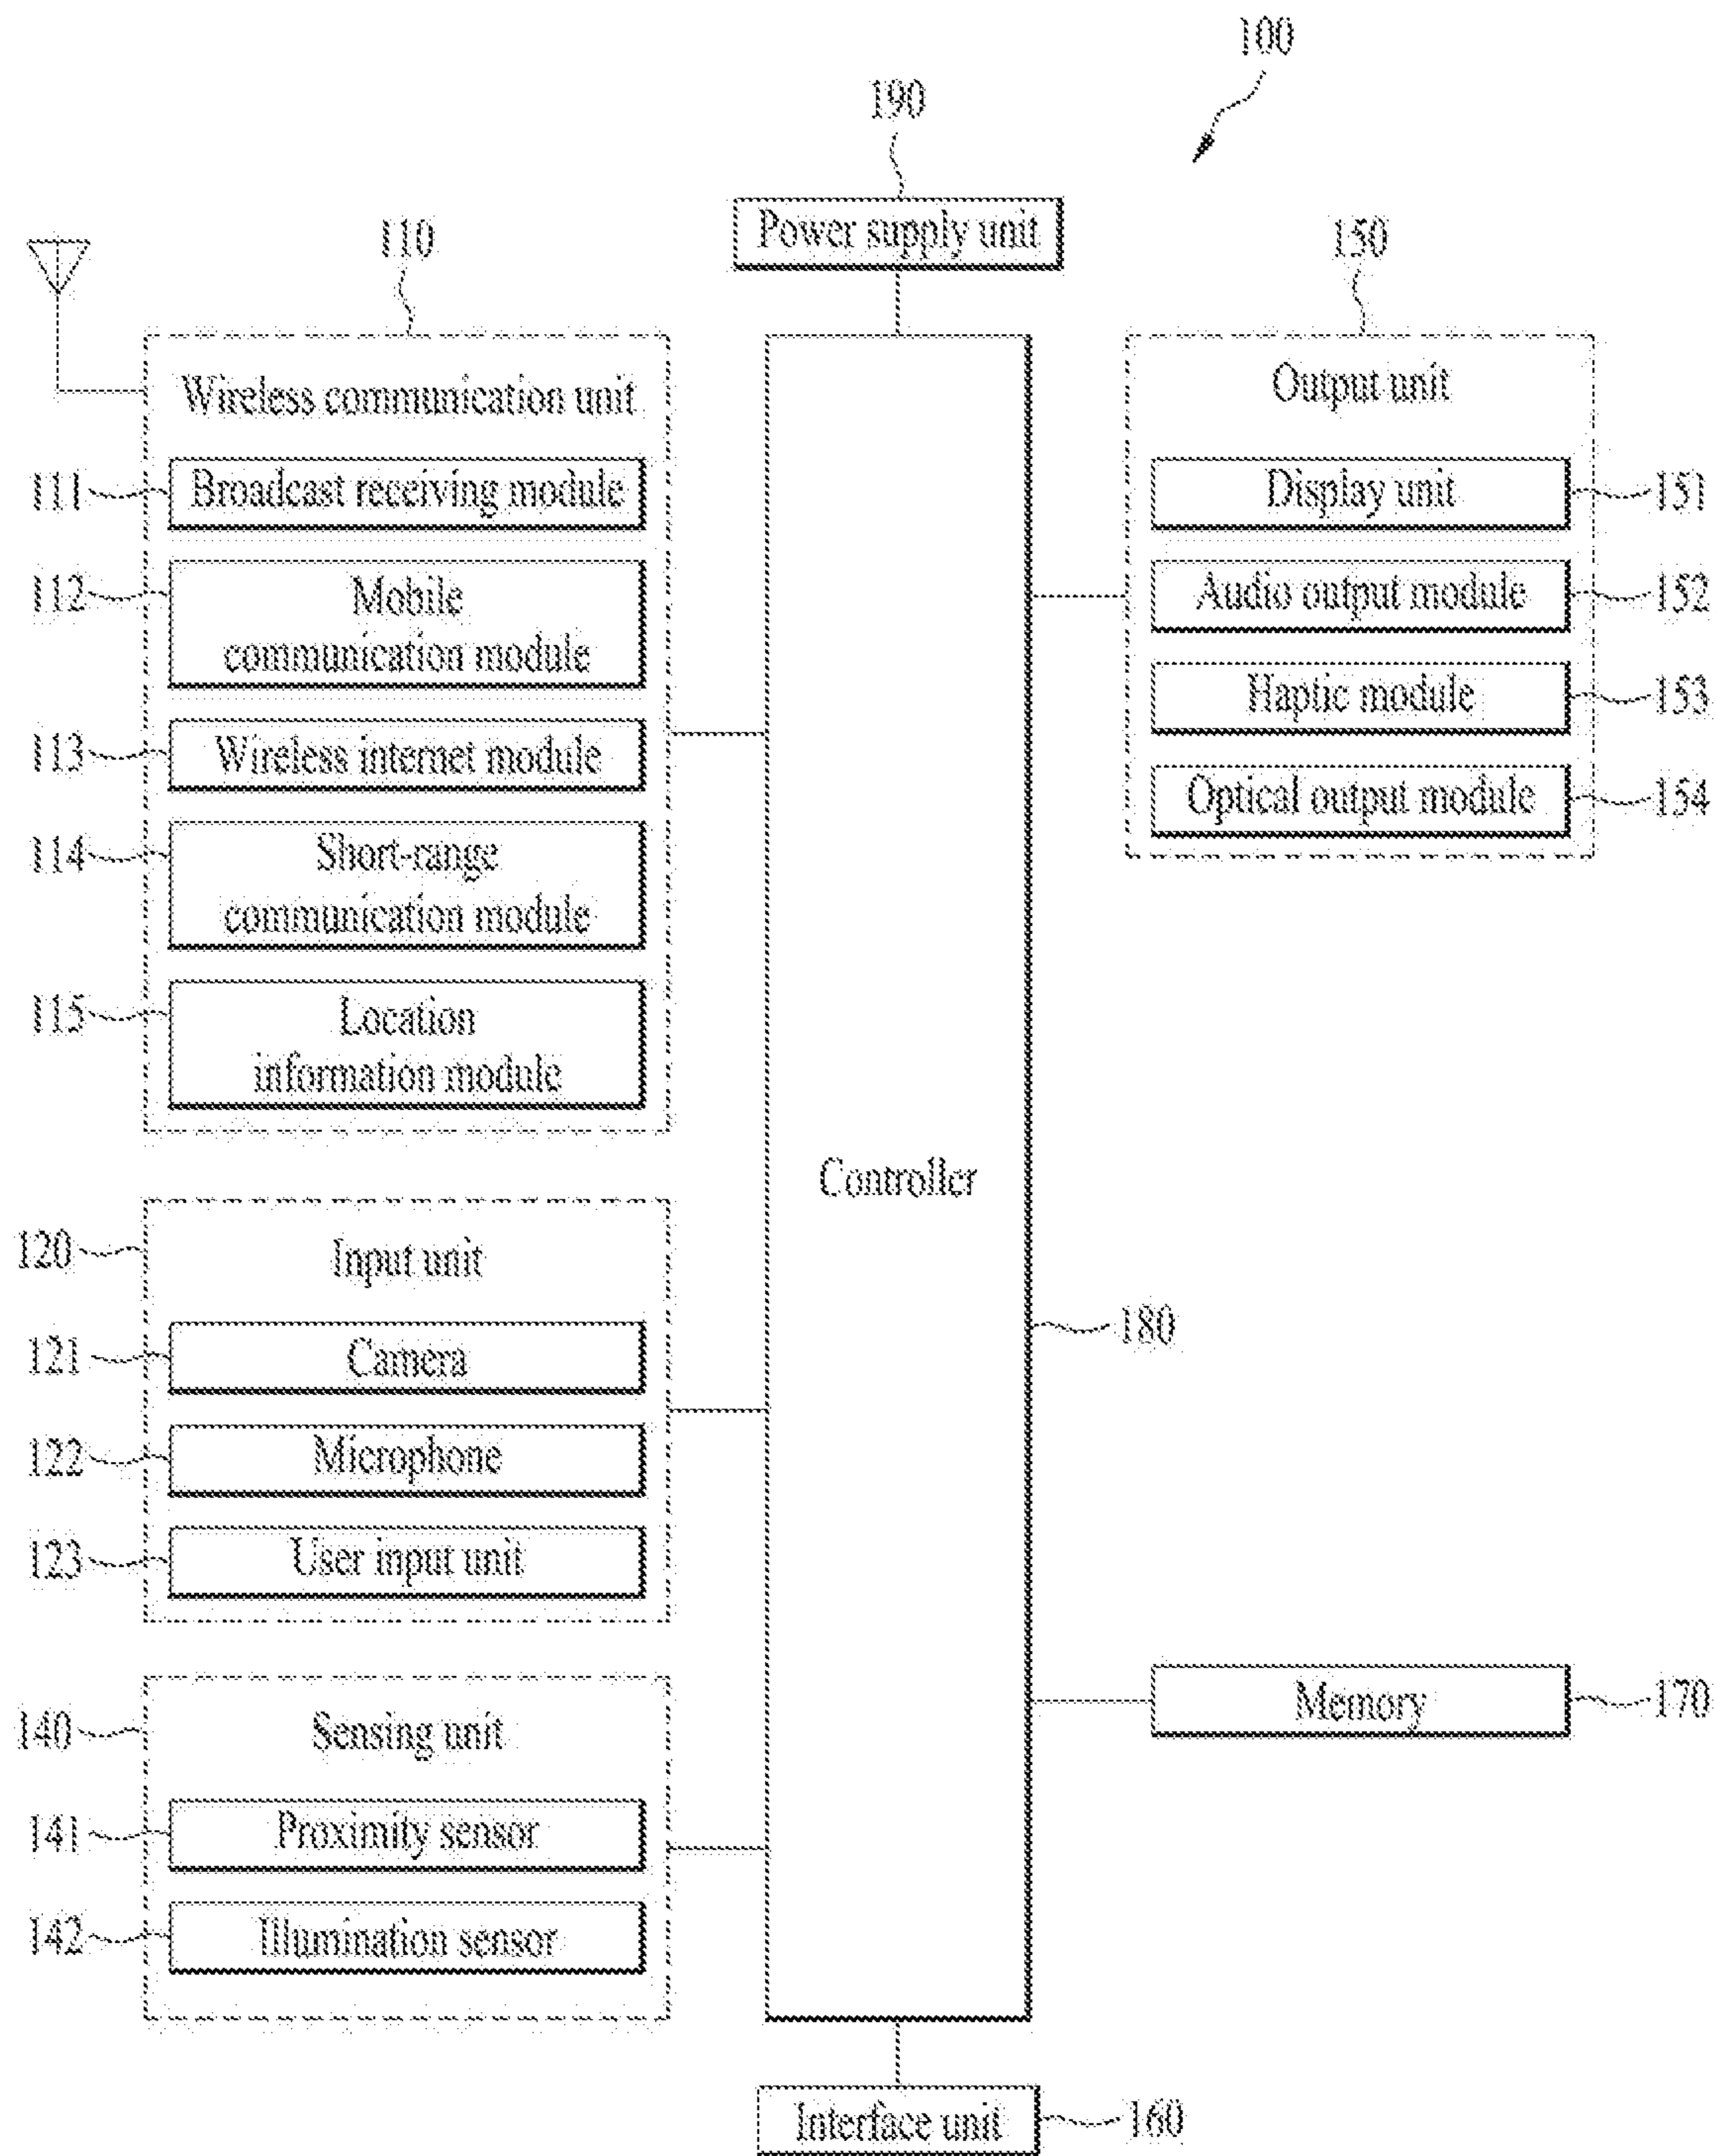 100
190
Power supply unit
110
150
Wireless communication unit
Output unit
111
Broadcast receiving module
Display unit
151
112
Mobile
communication module
Audio output module
152
Haptic module
153
113
Wireless internet module
Optical output module
154
114
Short-range
communication module
115
Location
information module
Controller
180
120
Input unit
121
Camera
122
Microphone
123
User input unit
Memory
170
140
Sensing unit
141
Proximity sensor
142
Illumination sensor
Interface unit
160